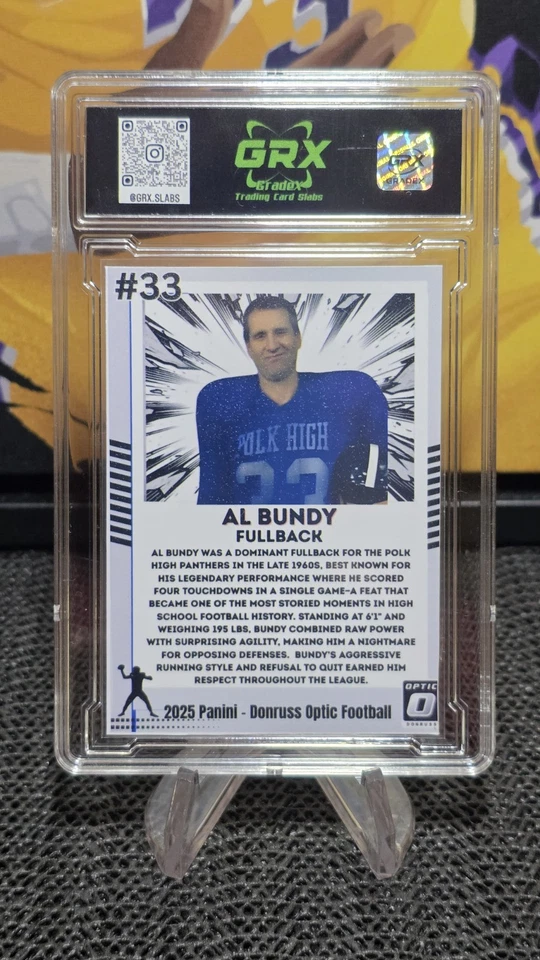 GRX
Gradex
Trading Card Slabs
@GRX.SLABS
GRADEX
#33
POLK HIGH
33
AL BUNDY
FULLBACK
AL BUNDY WAS A DOMINANT FULLBACK FOR THE POLK
HIGH PANTHERS IN THE LATE 1960S, BEST KNOWN FOR
HIS LEGENDARY PERFORMANCE WHERE HE SCORED
FOUR TOUCHDOWNS IN A SINGLE GAME–A FEAT THAT
BECAME ONE OF THE MOST STORIED MOMENTS IN HIGH
SCHOOL FOOTBALL HISTORY. STANDING AT 6'1" AND
WEIGHING 195 LBS, BUNDY COMBINED RAW POWER
WITH SURPRISING AGILITY, MAKING HIM A NIGHTMARE
FOR OPPOSING DEFENSES. BUNDY'S AGGRESSIVE
RUNNING STYLE AND REFUSAL TO QUIT EARNED HIM
RESPECT THROUGHOUT THE LEAGUE.
2025 Panini - Donruss Optic Football
OPTIC
O
DONRUSS